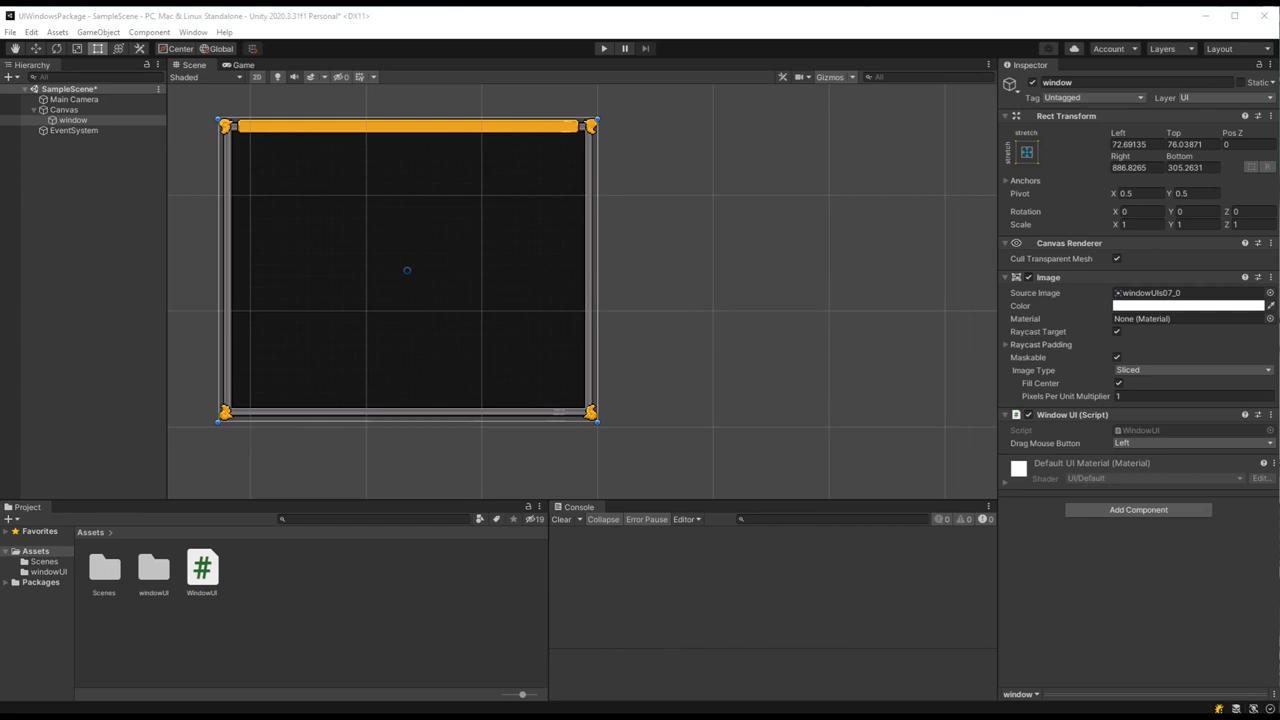 UIWindowsPackage - SampleScene - PC, Mac & Linux Standalone - Unity 2020.3.31f1 Personal* <DX11>
File Edit Assets GameObject Component Window Help
Center Global Account Layers Layout
Hierarchy
All
SampleScene*
Main Camera
Canvas
window
EventSystem
Scene Game
Shaded 2D 0 Gizmos All
Inspector
window Static
Tag Untagged Layer UI
Rect Transform
stretch Left Top Pos Z
stretch 72.69135 76.03871 0
Right Bottom
886.8265 305.2631 R
Anchors
Pivot X 0.5 Y 0.5
Rotation X 0 Y 0 Z 0
Scale X 1 Y 1 Z 1
Canvas Renderer
Cull Transparent Mesh
Image
Source Image windowUIs07_0
Color
Material None (Material)
Raycast Target
Raycast Padding
Maskable
Image Type Sliced
Fill Center
Pixels Per Unit Multiplier 1
# Window UI (Script)
Script WindowUI
Drag Mouse Button Left
Default UI Material (Material)
Shader UI/Default Edit...
Add Component
window
Project
19
Favorites
Assets
Scenes
windowUI
Packages
Assets
#
Scenes windowUI WindowUI
Console
Clear Collapse Error Pause Editor 0 0 0